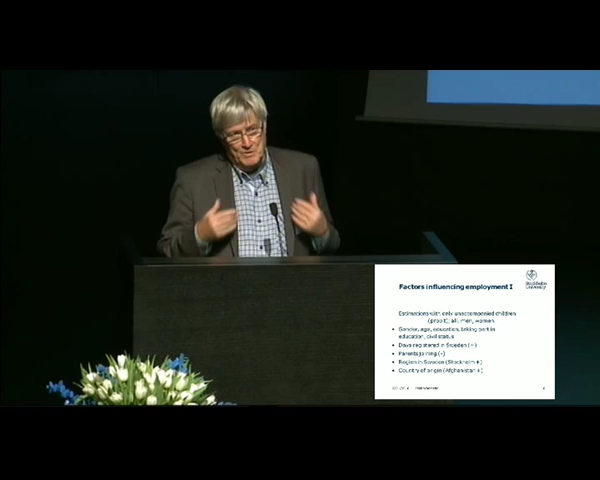 Factors influencing employment I
Stockholm
University
Estimations with only unaccompanied children
(probit); all, men, women
• Gender, age, education, taking part in
education, civil status
• Days registered in Sweden (+)
• Parents joining (-)
• Region in Sweden (Stockholm +)
• Country of origin (Afghanistan +)